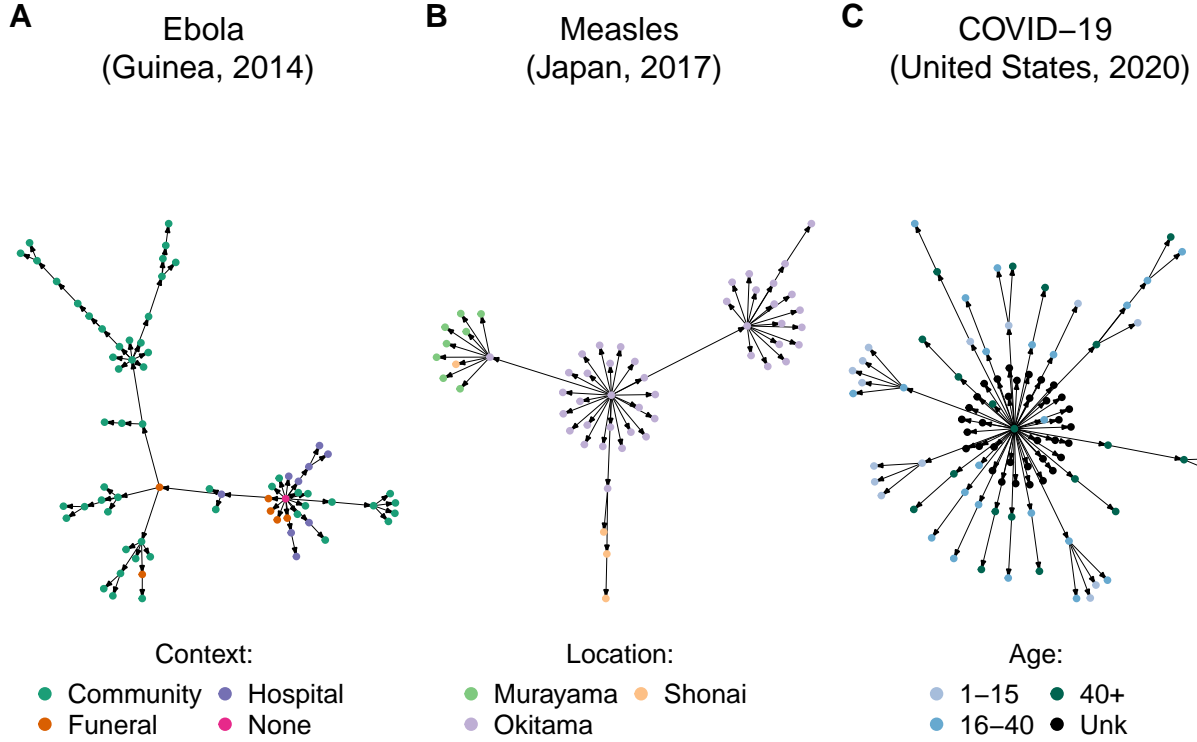 A
Ebola
(Guinea, 2014)
B
Measles
(Japan, 2017)
C
COVID−19
(United States, 2020)
Context:
Community
Hospital
Funeral
None
Location:
Murayama
Shonai
Okitama
Age:
1−15
40+
16−40
Unk